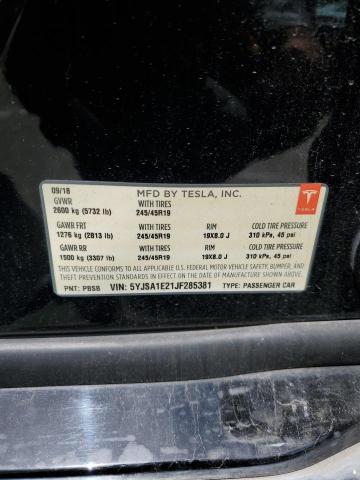 09/18 MFD BY TESLA, INC.
GVWR WITH TIRES
2600 kg (5732 lb) 245/45R19
TESLA
GAWR FRT WITH TIRES RIM COLD TIRE PRESSURE
1276 kg (2813 lb) 245/45R19 19X8.0 J 310 kPa, 45 psi
GAWR RR WITH TIRES RIM COLD TIRE PRESSURE
1500 kg (3307 lb) 245/45R19 19X8.0 J 310 kPa, 45 psi
THIS VEHICLE CONFORMS TO ALL APPLICABLE U.S. FEDERAL MOTOR VEHICLE SAFETY, BUMPER, AND
THEFT PREVENTION STANDARDS IN EFFECT ON THE DATE OF MANUFACTURE SHOWN ABOVE.
PNT: PBSB VIN: 5YJSA1E21JF285381 TYPE: PASSENGER CAR